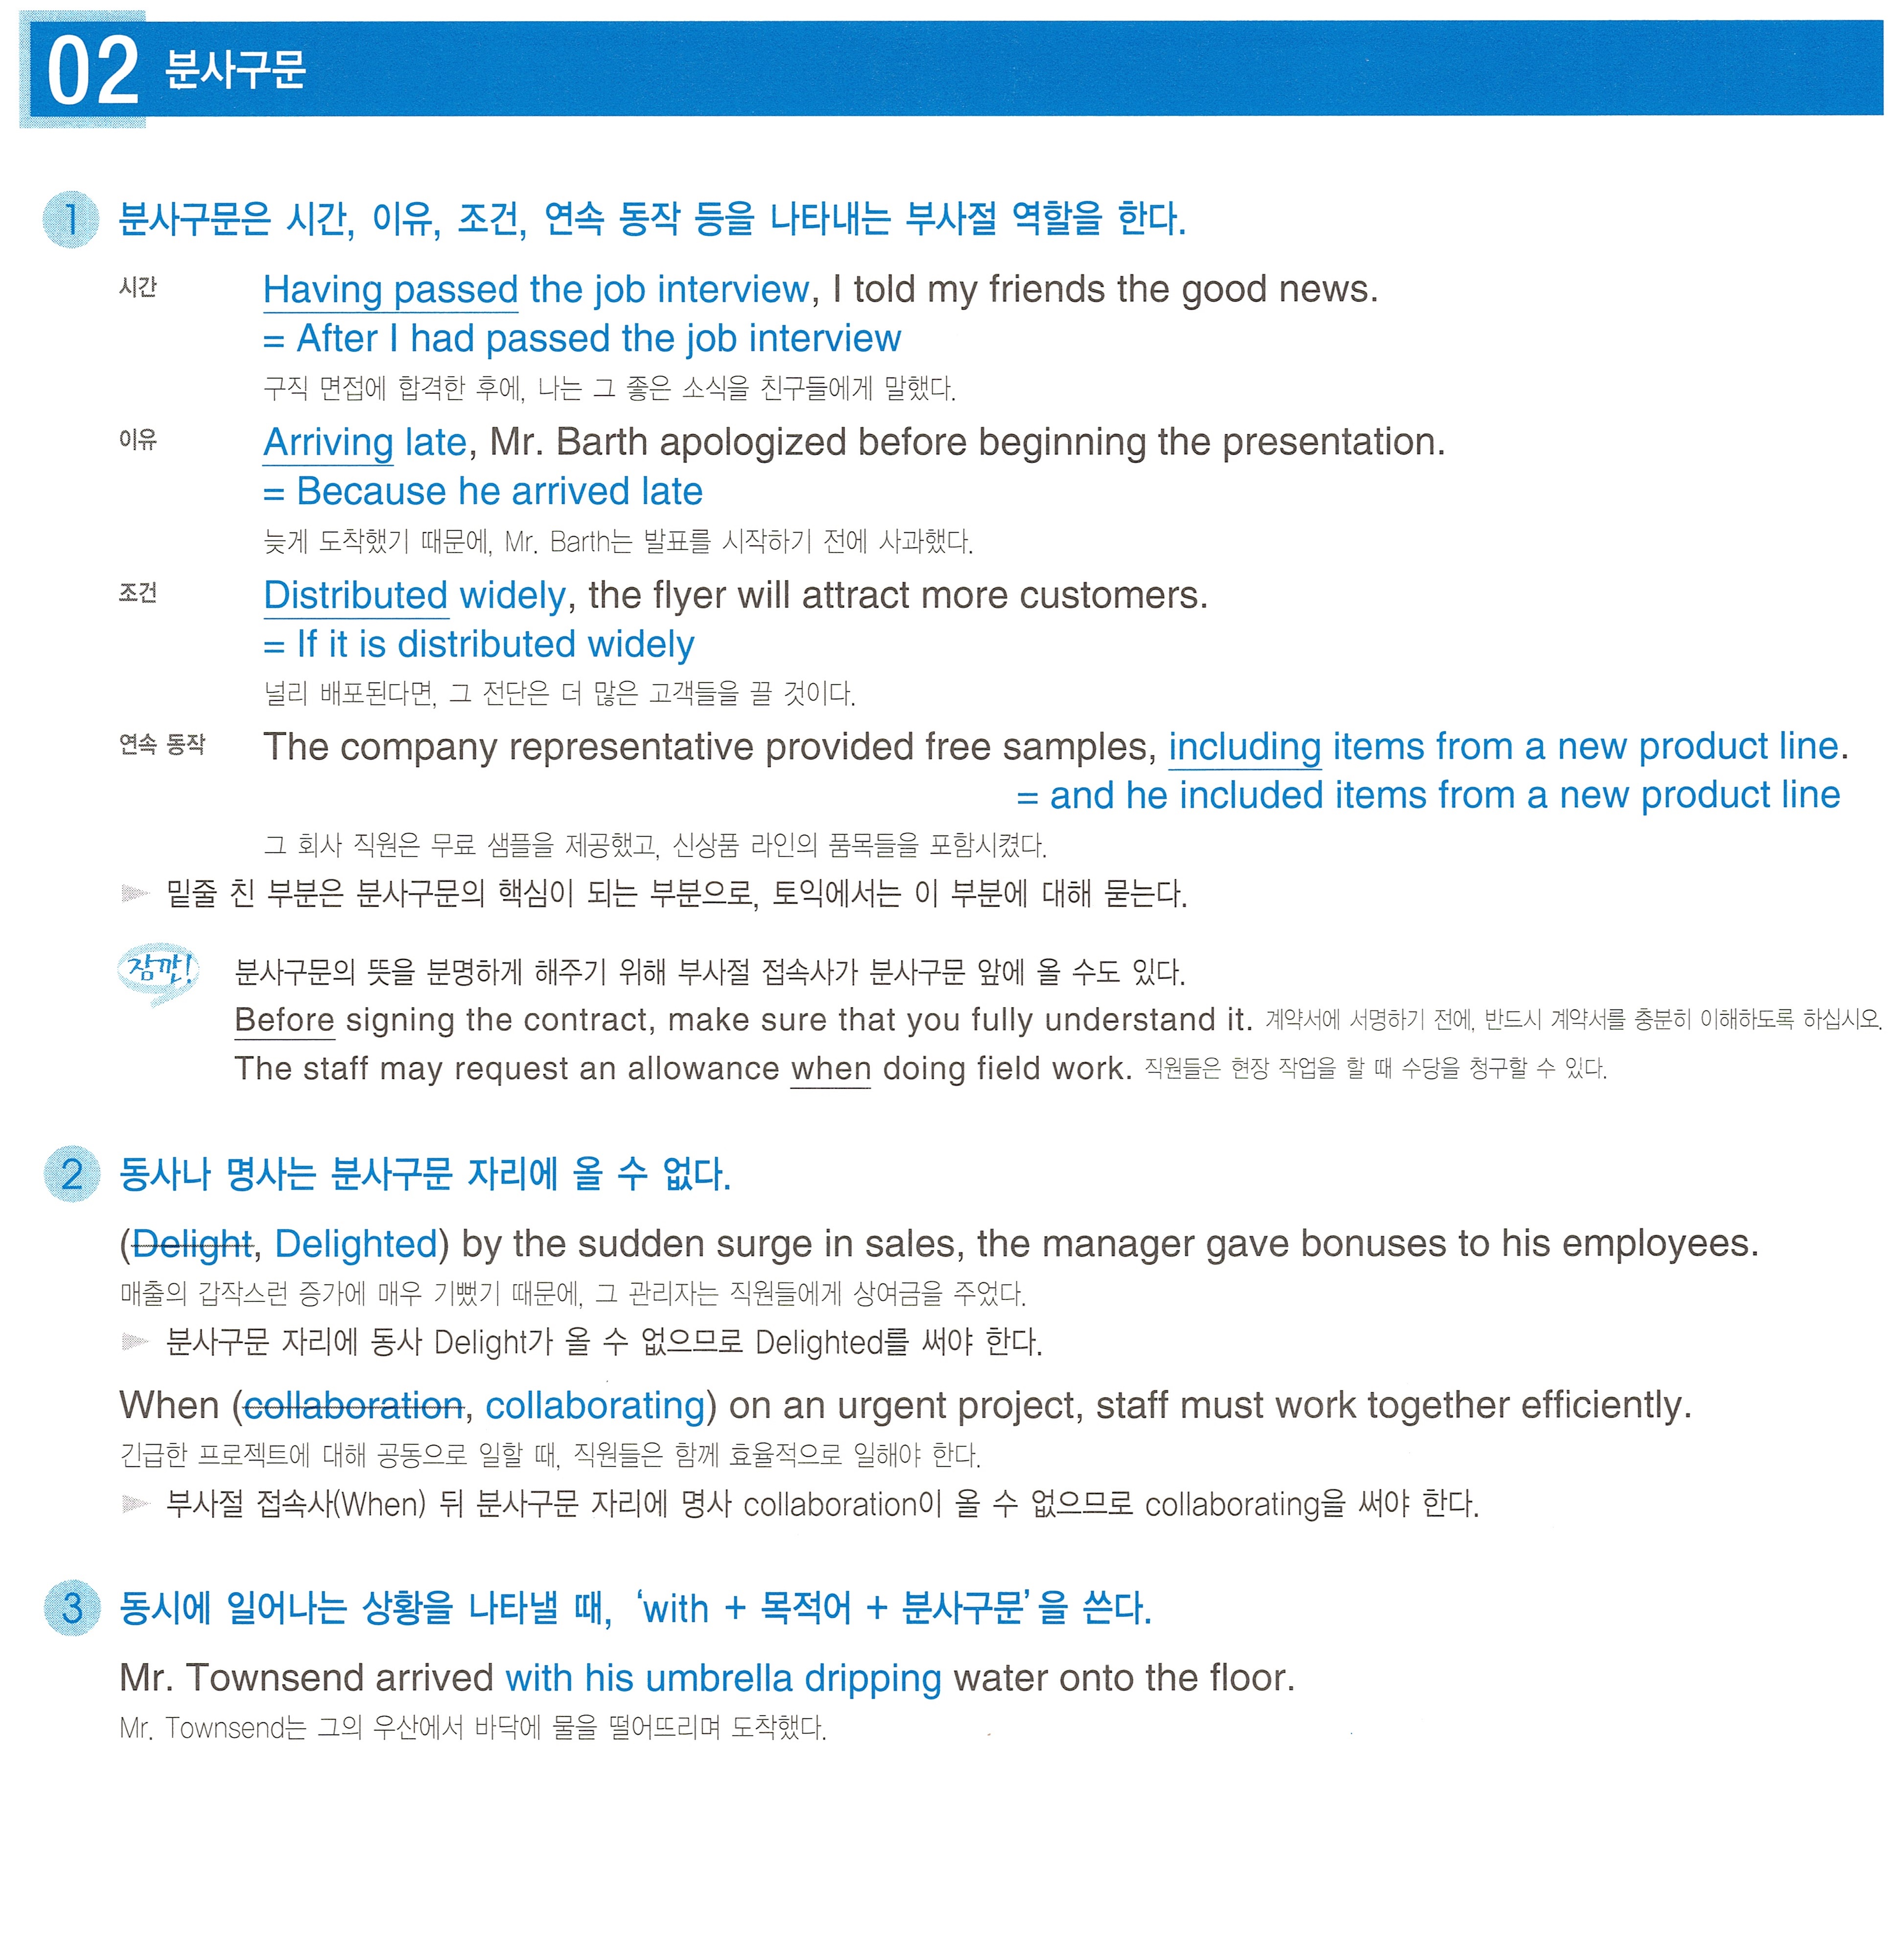 02 분사구문
1 분사구문은 시간, 이유, 조건, 연속 동작 등을 나타내는 부사절 역할을 한다.
시간 Having passed the job interview, I told my friends the good news.
= After I had passed the job interview
구직 면접에 합격한 후에, 나는 그 좋은 소식을 친구들에게 말했다.
이유 Arriving late, Mr. Barth apologized before beginning the presentation.
= Because he arrived late
늦게 도착했기 때문에, Mr. Barth는 발표를 시작하기 전에 사과했다.
조건 Distributed widely, the flyer will attract more customers.
= If it is distributed widely
널리 배포된다면, 그 전단은 더 많은 고객들을 끌 것이다.
연속 동작 The company representative provided free samples, including items from a new product line.
= and he included items from a new product line
그 회사 직원은 무료 샘플을 제공했고, 신상품 라인의 품목들을 포함시켰다.
밑줄 친 부분은 분사구문의 핵심이 되는 부분으로, 토익에서는 이 부분에 대해 묻는다.
잠깐! 분사구문의 뜻을 분명하게 해주기 위해 부사절 접속사가 분사구문 앞에 올 수도 있다.
Before signing the contract, make sure that you fully understand it. 계약서에 서명하기 전에, 반드시 계약서를 충분히 이해하도록 하십시오.
The staff may request an allowance when doing field work. 직원들은 현장 작업을 할 때 수당을 청구할 수 있다.
2 동사나 명사는 분사구문 자리에 올 수 없다.
(Delight, Delighted) by the sudden surge in sales, the manager gave bonuses to his employees.
매출의 갑작스런 증가에 매우 기뻤기 때문에, 그 관리자는 직원들에게 상여금을 주었다.
분사구문 자리에 동사 Delight가 올 수 없으므로 Delighted를 써야 한다.
When (collaboration, collaborating) on an urgent project, staff must work together efficiently.
긴급한 프로젝트에 대해 공동으로 일할 때, 직원들은 함께 효율적으로 일해야 한다.
부사절 접속사(When) 뒤 분사구문 자리에 명사 collaboration이 올 수 없으므로 collaborating을 써야 한다.
3 동시에 일어나는 상황을 나타낼 때, ‘with + 목적어 + 분사구문’을 쓴다.
Mr. Townsend arrived with his umbrella dripping water onto the floor.
Mr. Townsend는 그의 우산에서 바닥에 물을 떨어뜨리며 도착했다.